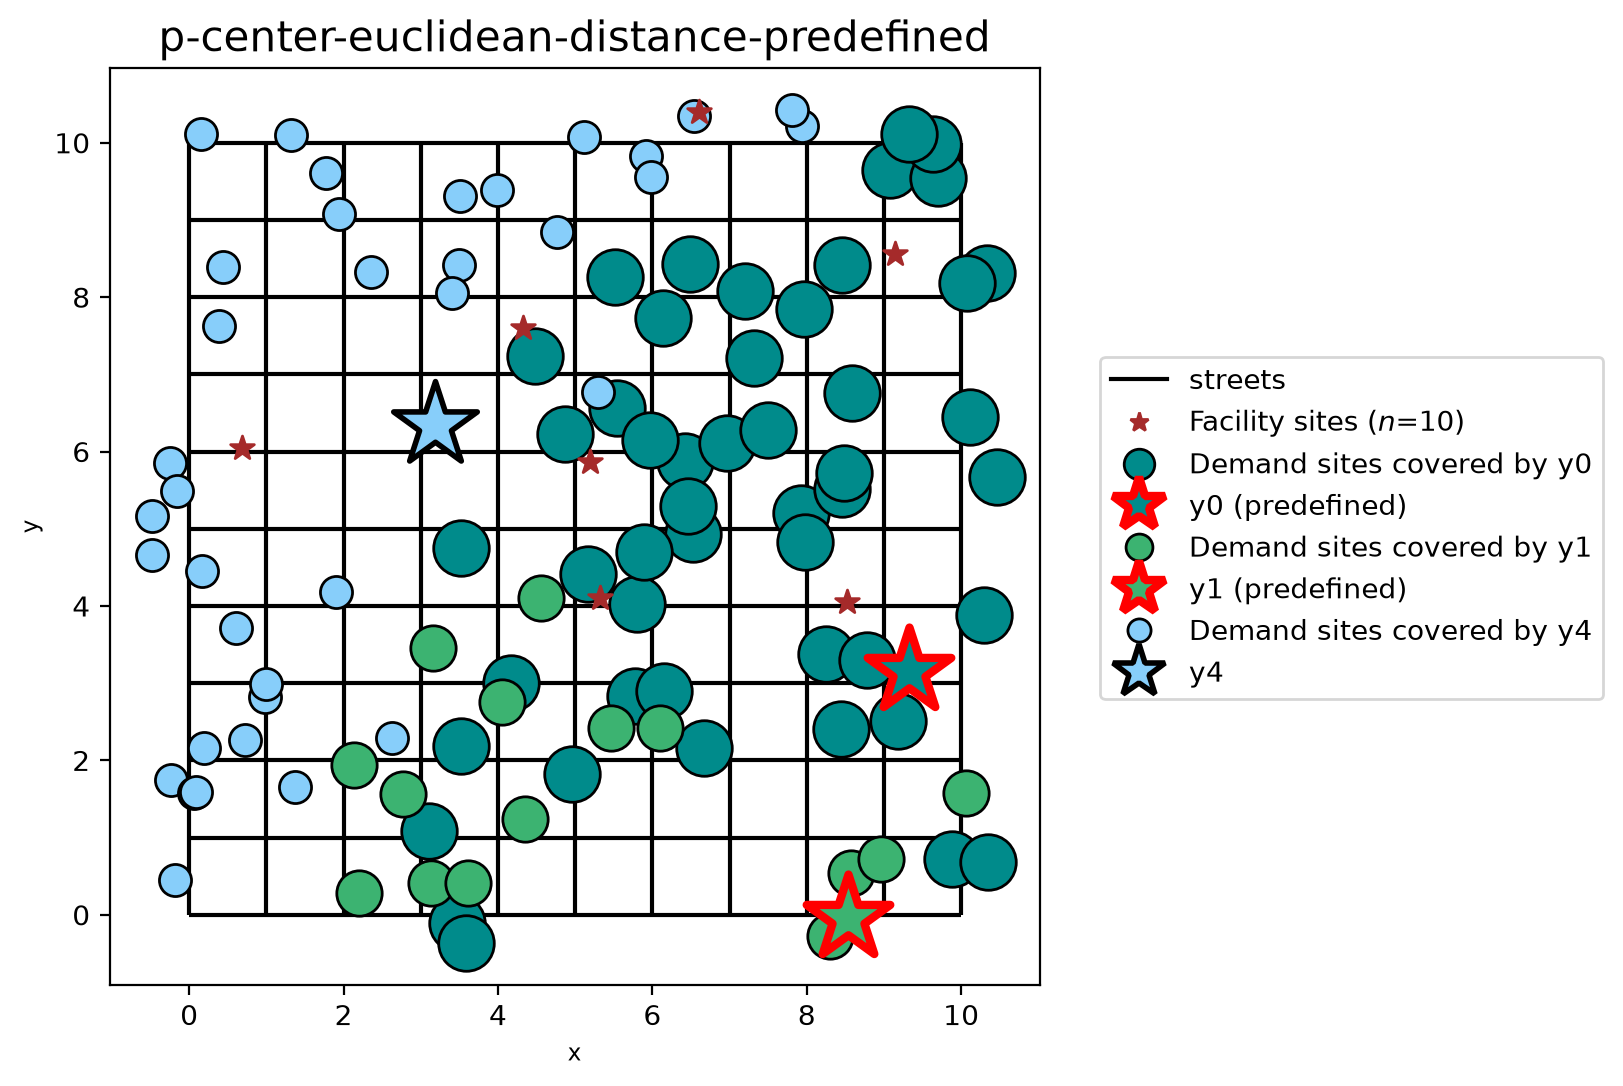 p-center-euclidean-distance-predefined
y
10
8
6
4
2
0
0 2 4 6 8 10
x
streets
Facility sites (n=10)
Demand sites covered by y0
y0 (predefined)
Demand sites covered by y1
y1 (predefined)
Demand sites covered by y4
y4